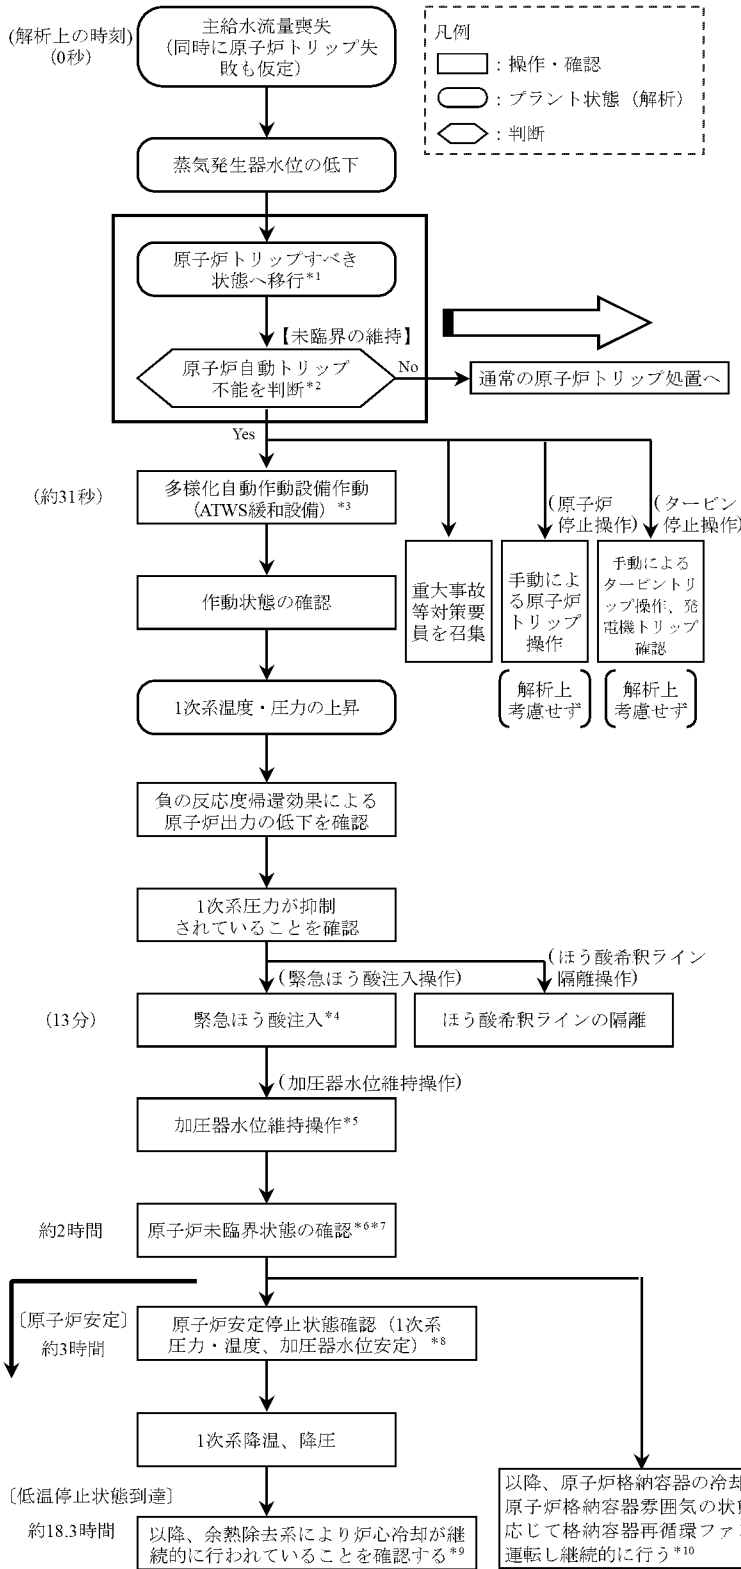 (解析上の時刻)
(0秒)
主給水流量喪失
(同時に原子炉トリップ失
敗も仮定)
凡例
：操作・確認
：プラント状態（解析）
：判断
蒸気発生器水位の低下
原子炉トリップすべき
状態へ移行*1
【未臨界の維持】
原子炉自動トリップ
不能を判断*2
No
通常の原子炉トリップ処置へ
Yes
(約31秒)
多様化自動作動設備作動
(ATWS緩和設備) *3
(原子炉
停止操作)
(タービン
停止操作)
作動状態の確認
重大事故
等対策要
員を召集
手動によ
る原子炉
トリップ
操作
手動による
タービントリ
ップ操作、発
電機トリップ
確認
解析上
考慮せず
解析上
考慮せず
1次系温度・圧力の上昇
負の反応度帰還効果による
原子炉出力の低下を確認
1次系圧力が抑制
されていることを確認
(緊急ほう酸注入操作)
(ほう酸希釈ライン
隔離操作)
(13分)
緊急ほう酸注入*4
ほう酸希釈ラインの隔離
(加圧器水位維持操作)
加圧器水位維持操作*5
約2時間
原子炉未臨界状態の確認*6*7
〔原子炉安定〕
約3時間
原子炉安定停止状態確認（1次系
圧力・温度、加圧器水位安定）*8
1次系降温、降圧
〔低温停止状態到達〕
約18.3時間
以降、余熱除去系により炉心冷却が継
続的に行われていることを確認する*9
以降、原子炉格納容器の冷却
原子炉格納容器雰囲気の状
応じて格納容器再循環ファ
運転し継続的に行う*10